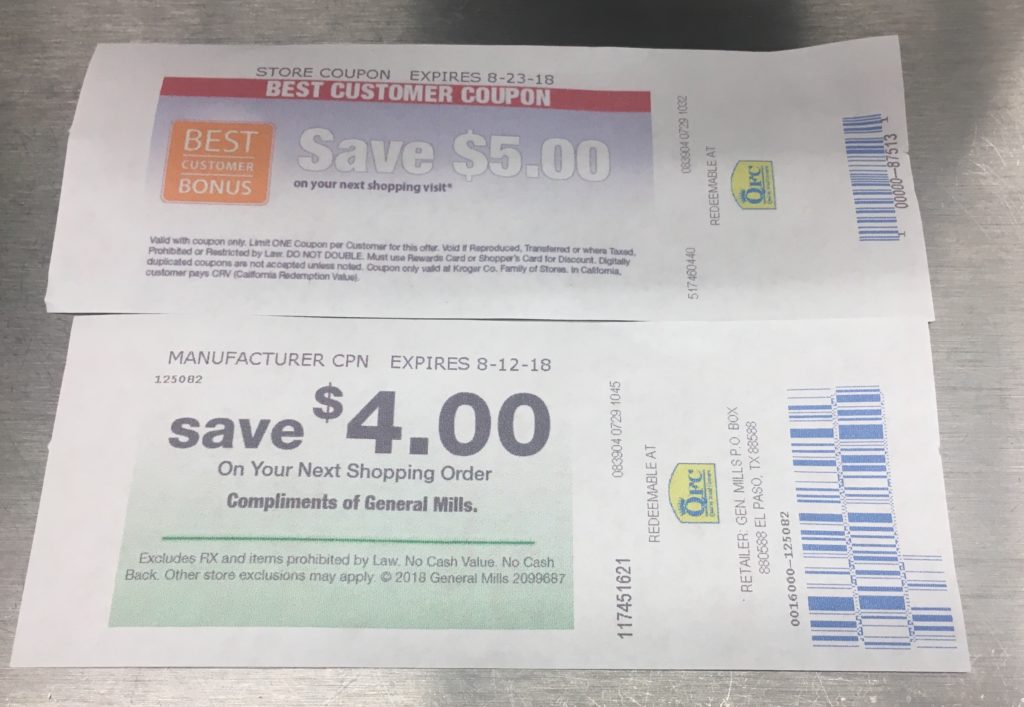 STORE COUPON EXPIRES 8-23-18
BEST CUSTOMER COUPON
BEST
CUSTOMER
BONUS
Save $5.00
on your next shopping visit*
Valid with coupon only. Limit ONE Coupon per Customer for this offer. Void if Reproduced, Transferred or where Taxed,
Prohibited or Restricted by Law. DO NOT DOUBLE. Must use Rewards Card or Shopper's Card for Discount. Digitally
duplicated coupons are not accepted unless noted. Coupon only valid at Kroger Co. Family of Stores. In California,
customer pays CRV (California Redemption Value).
517460440
083904 0729 1032
REDEEMABLE AT
QFC
1 00000-87513 1
MANUFACTURER CPN EXPIRES 8-12-18
125082
save $4.00
On Your Next Shopping Order
Compliments of General Mills.
Excludes RX and items prohibited by Law. No Cash Value. No Cash
Back. Other store exclusions may apply. © 2018 General Mills 2099687
117451621
083904 0729 1045
REDEEMABLE AT
QFC
* RETAILER: GEN. MILLS P.O. BOX
880588 EL PASO, TX 88588
0016000-125082